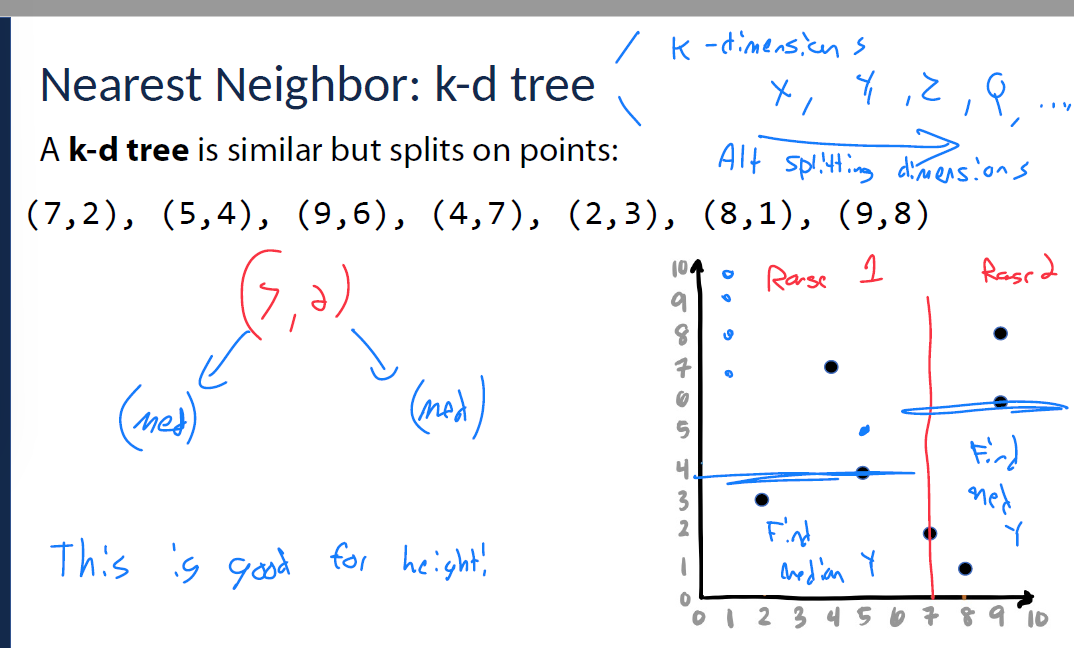 Nearest Neighbor: k-d tree
K-dimensions
X, Y, Z, Q, ...
A k-d tree is similar but splits on points:
Alt splitting dimensions
(7,2), (5,4), (9,6), (4,7), (2,3), (8,1), (9,8)
(7,2)
(med)
(med)
This is good for height!
1
2
Find
med
Y
Find
median Y
10
9
8
7
6
5
4
3
2
1
0
0 1 2 3 4 5 6 7 8 9 10